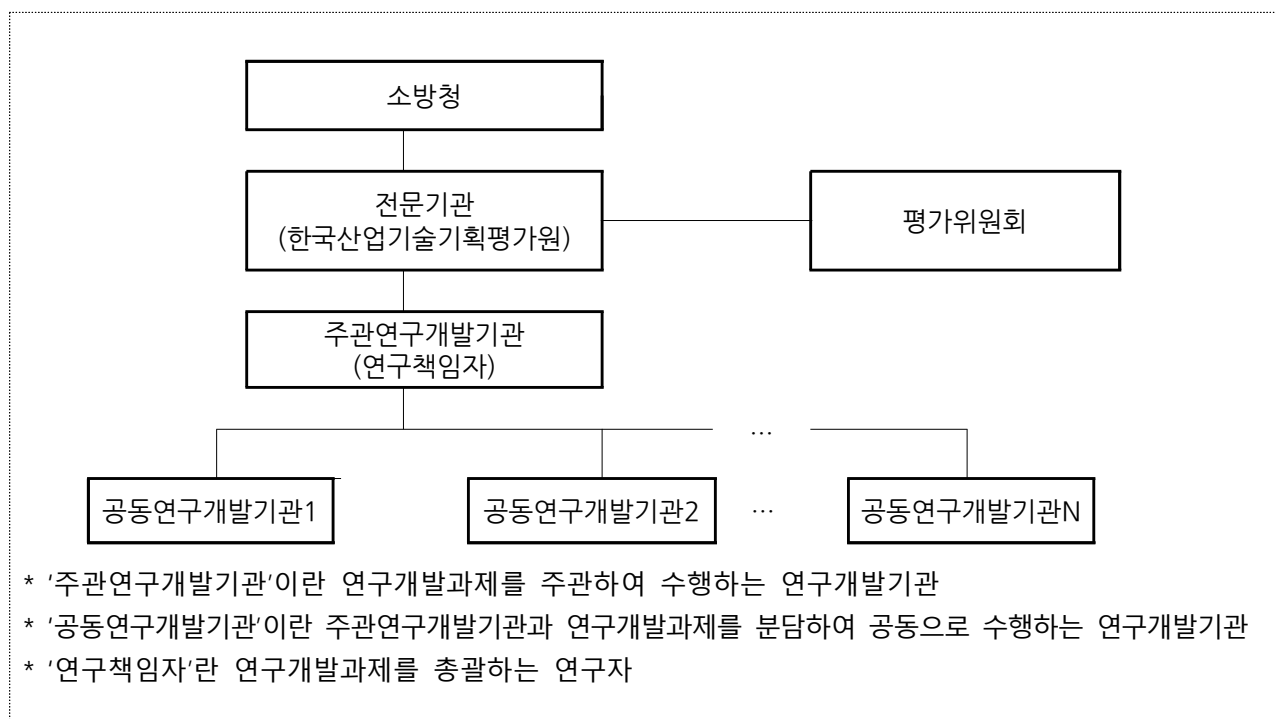 소방청
전문기관
(한국산업기술기획평가원)
평가위원회
주관연구개발기관
(연구책임자)
…
공동연구개발기관1
공동연구개발기관2
…
공동연구개발기관N
* '주관연구개발기관'이란 연구개발과제를 주관하여 수행하는 연구개발기관
* '공동연구개발기관'이란 주관연구개발기관과 연구개발과제를 분담하여 공동으로 수행하는 연구개발기관
* '연구책임자'란 연구개발과제를 총괄하는 연구자